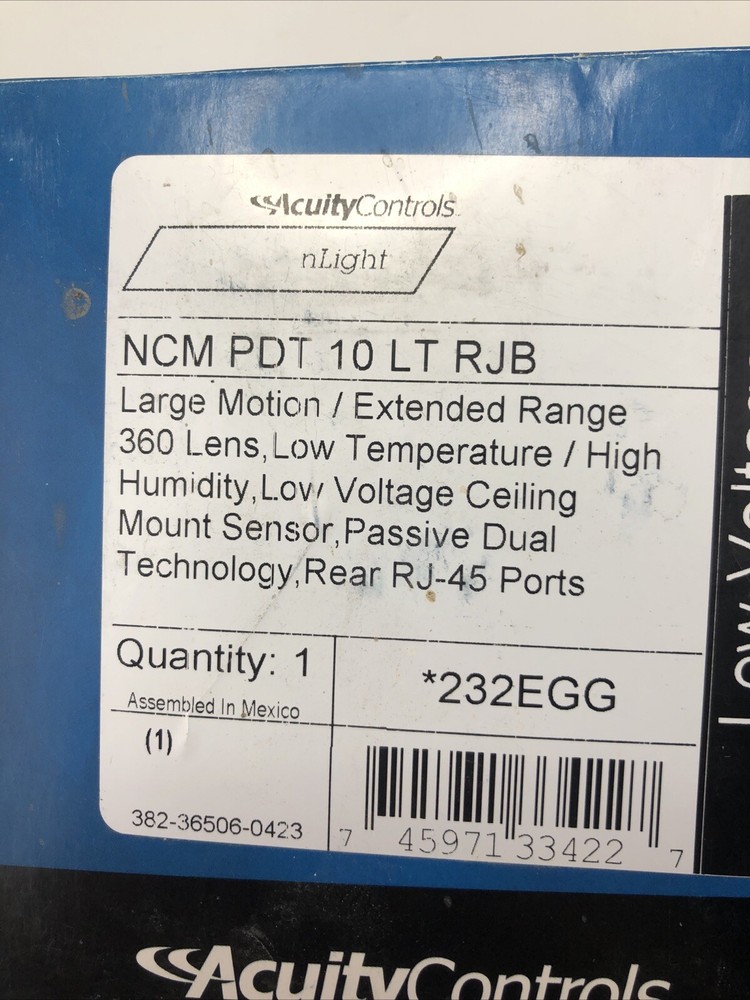 AcuityControls
nLight
NCM PDT 10 LT RJB
Large Motion / Extended Range
360 Lens,Low Temperature / High
Humidity,Low Voltage Ceiling
Mount Sensor,Passive Dual
Technology,Rear RJ-45 Ports
Quantity: 1
Assembled In Mexico
(1)
382-36506-0423
*232EGG
7 45971 33422 7
Low
AcuityControls